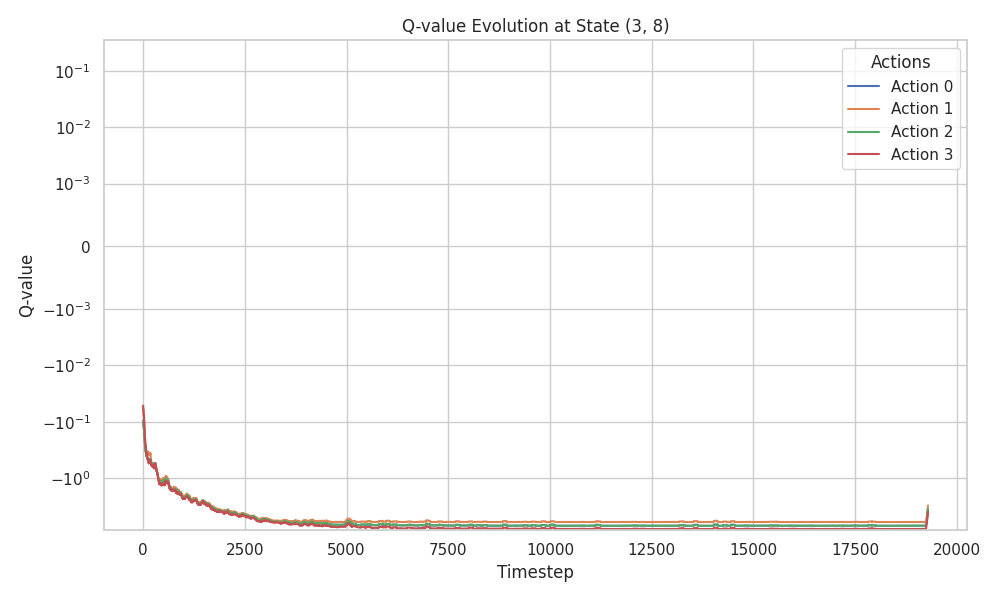 Q-value Evolution at State (3, 8)
Q-value
10⁻¹
10⁻²
10⁻³
0
−10⁻³
−10⁻²
−10⁻¹
−10⁰
Actions
Action 0
Action 1
Action 2
Action 3
0 2500 5000 7500 10000 12500 15000 17500 20000
Timestep